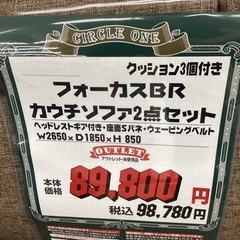 CIRCLE ONE
クッション3個付き
フォーカスBR
カウチソファ2点セット
ヘッドレストギア付き・座面Sバネ・ウェービングベルト
W2650×D1850×H 850
OUTLET
アウトレット・未使用品
本体価格 89,800円
税込 98,780円